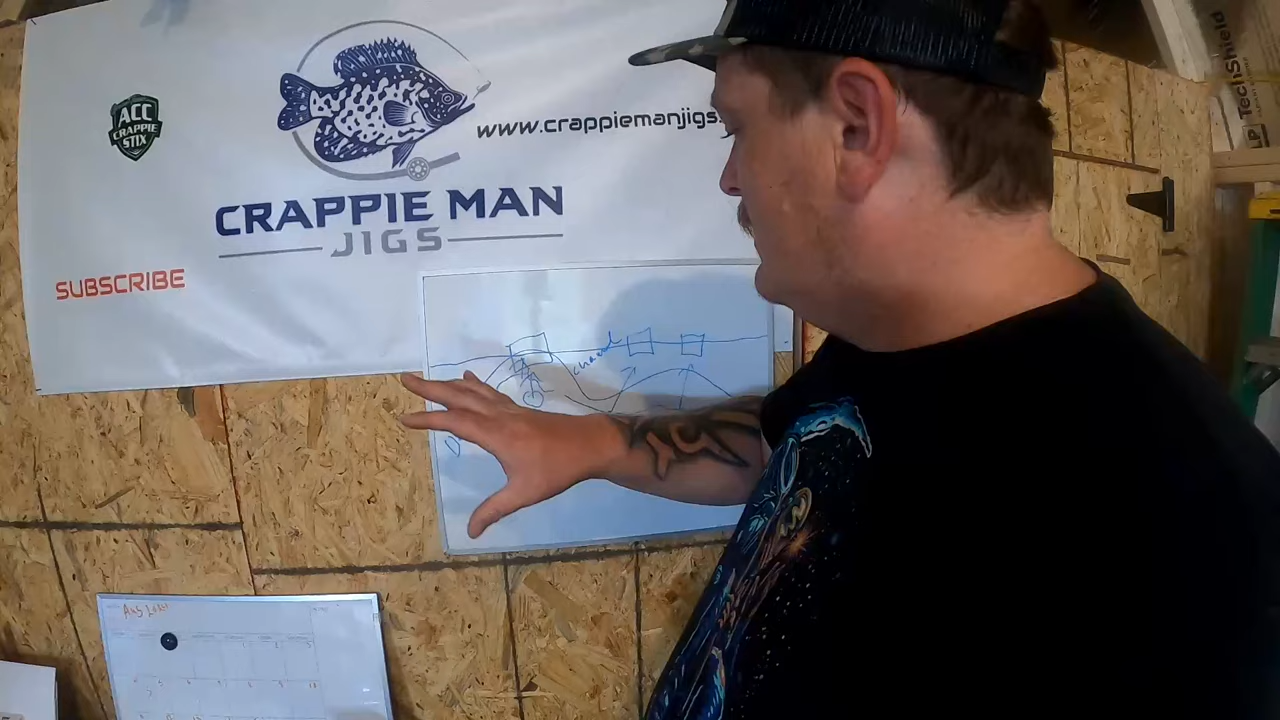 ACC
CRAPPIE
STIX
www.crappiemanjigs.
CRAPPIE MAN
JIGS
SUBSCRIBE
channel
TechShield
LP